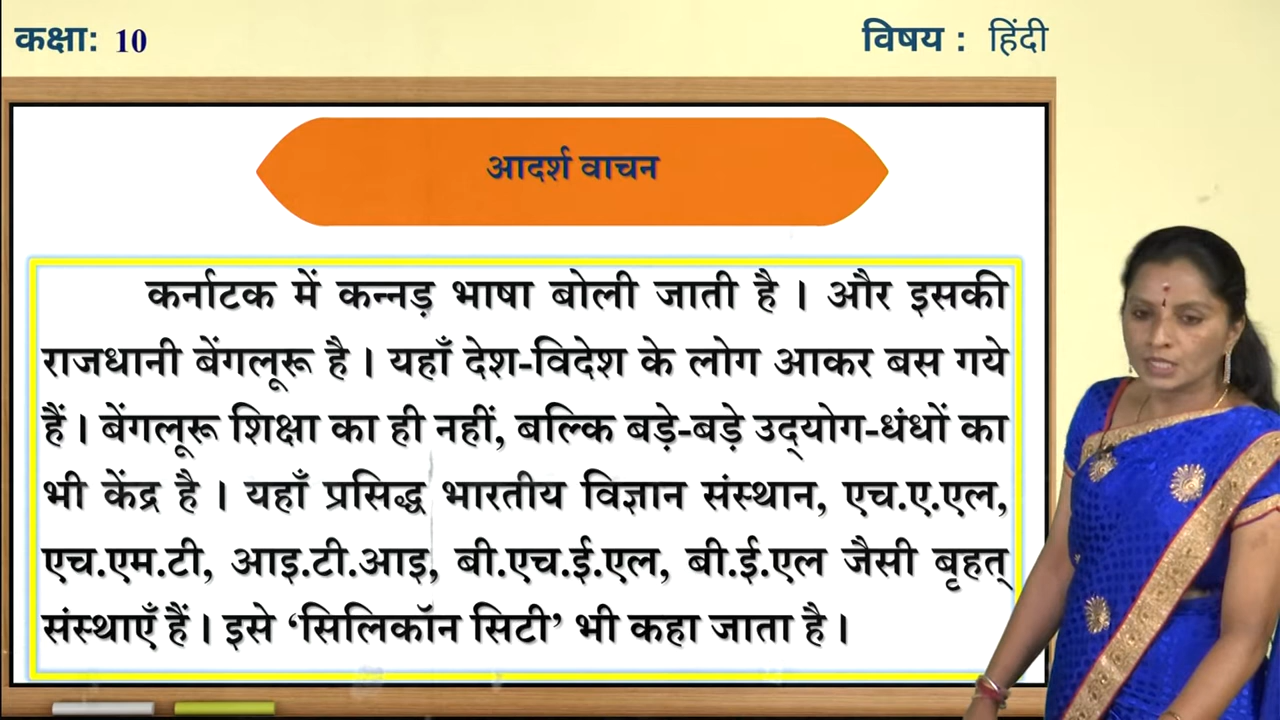 कक्षाः 10
विषय : हिंदी
आदर्श वाचन
कर्नाटक में कन्नड़ भाषा बोली जाती है । और इसकी
राजधानी बेंगलूरू है । यहाँ देश-विदेश के लोग आकर बस गये
हैं । बेंगलूरू शिक्षा का ही नहीं, बल्कि बड़े-बड़े उद्‌योग-धंधों का
भी केंद्र है । यहाँ प्रसिद्ध भारतीय विज्ञान संस्थान, एच.ए.एल,
एच.एम.टी, आइ.टी.आइ, बी.एच.ई.एल, बी.ई.एल जैसी बृहत्
संस्थाएँ हैं । इसे ‘सिलिकॉन सिटी’ भी कहा जाता है ।